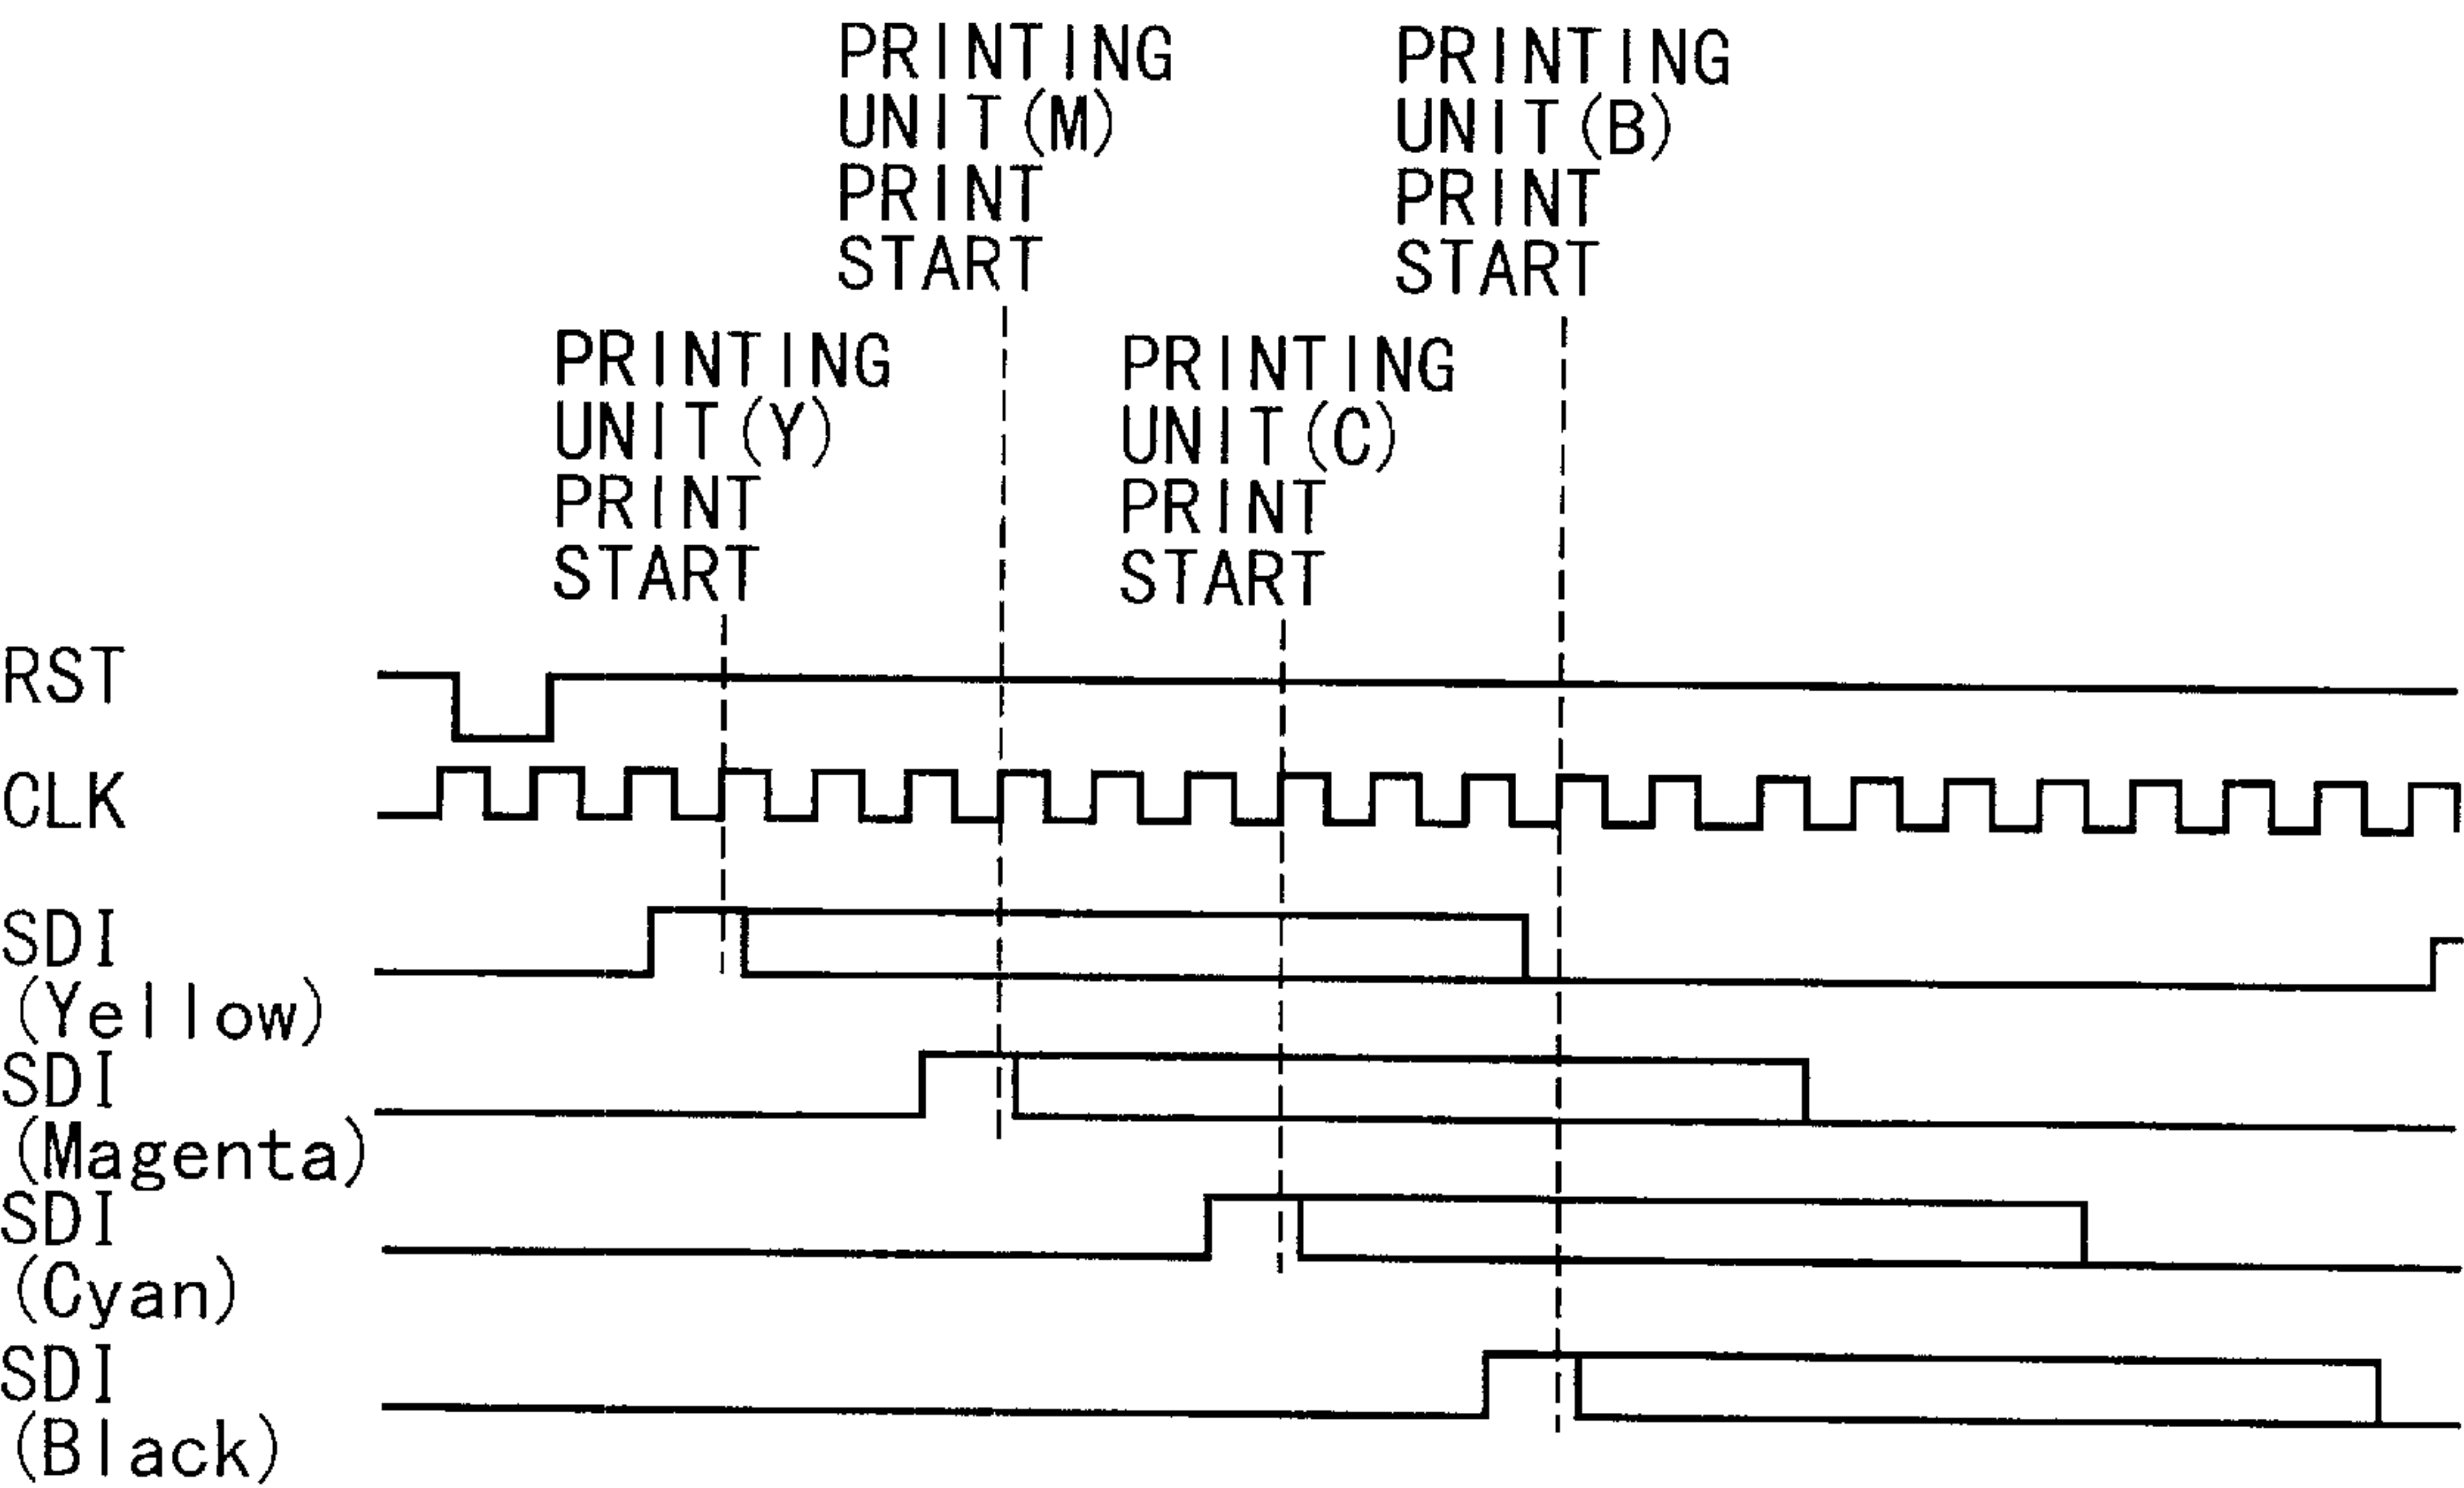 PRINTING
UNIT(M)
PRINT
START
PRINTING
UNIT(B)
PRINT
START
PRINTING
UNIT(Y)
PRINT
START
PRINTING
UNIT(C)
PRINT
START
RST
CLK
SDI
(Yellow)
SDI
(Magenta)
SDI
(Cyan)
SDI
(Black)